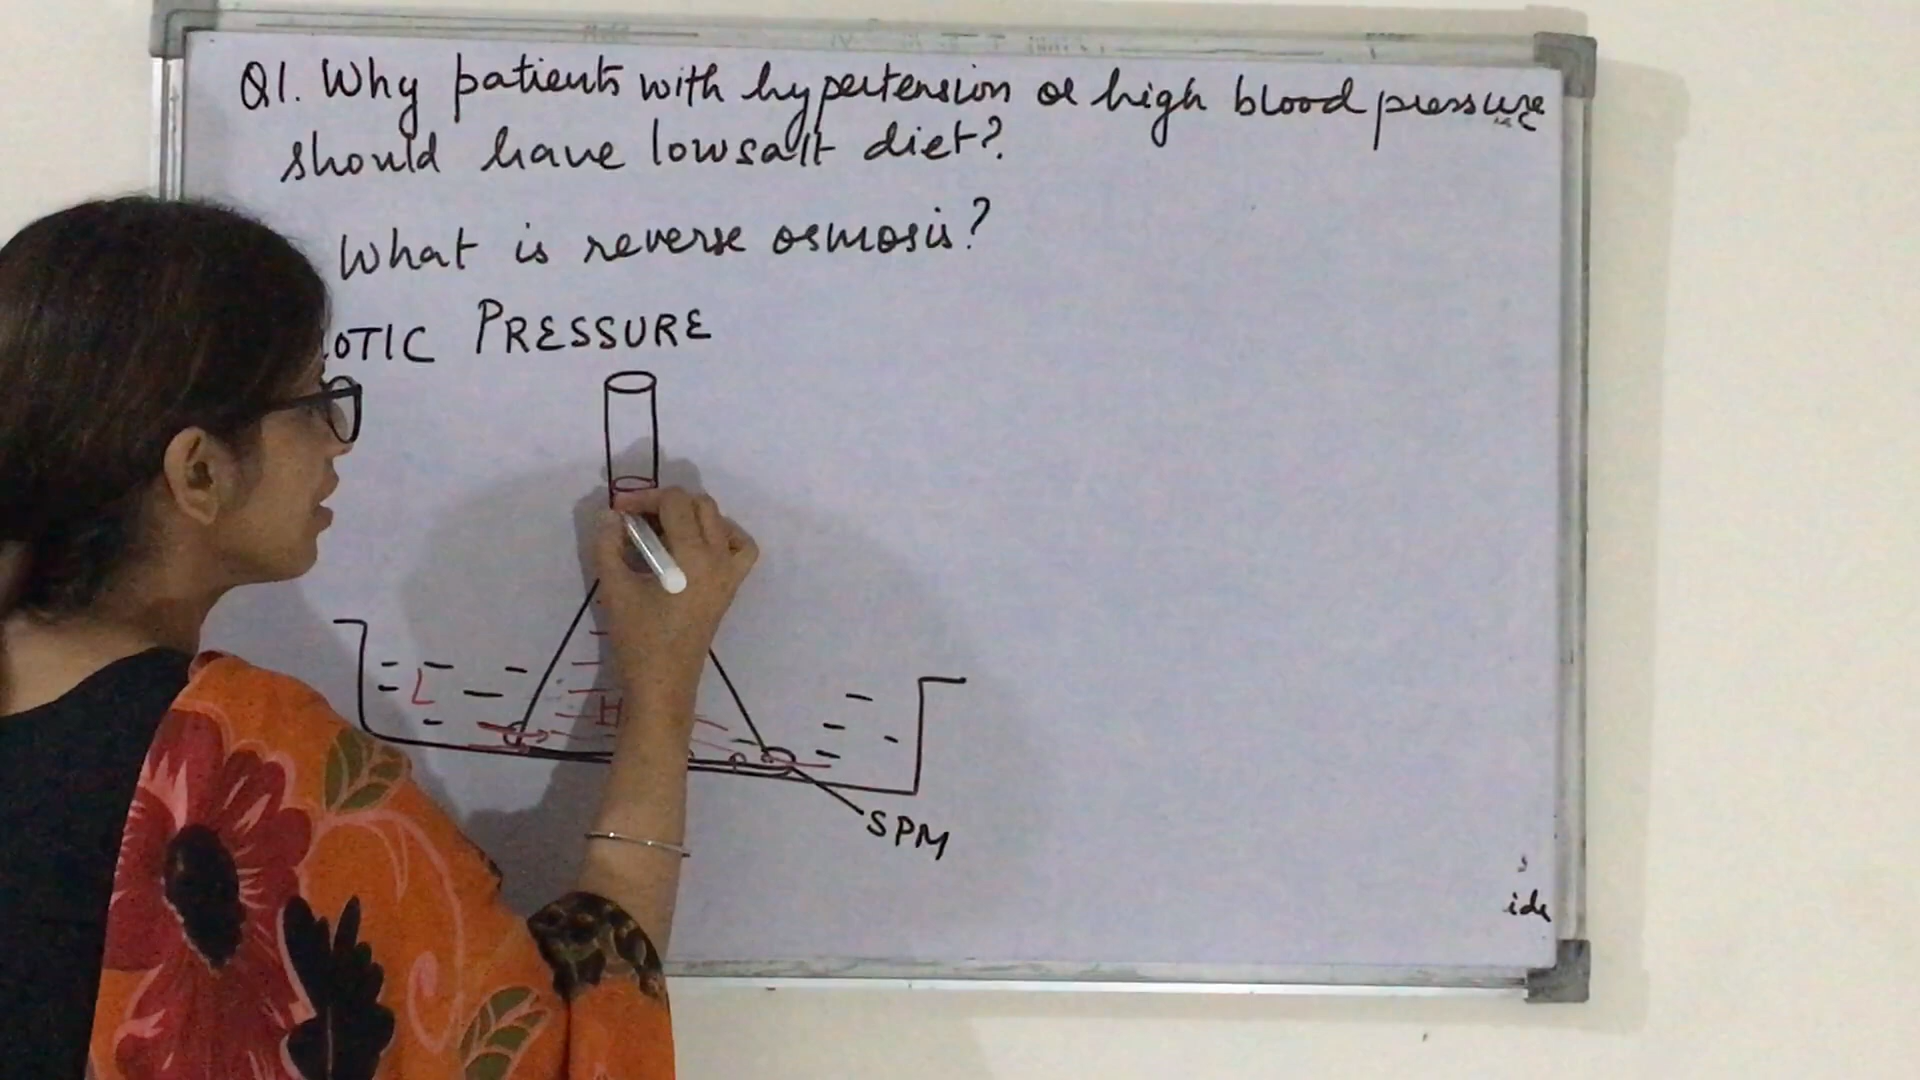 Q1. Why patients with hypertension or high blood pressure
should have low salt diet?
What is reverse osmosis?
OTIC PRESSURE
L
H
SPM
ide